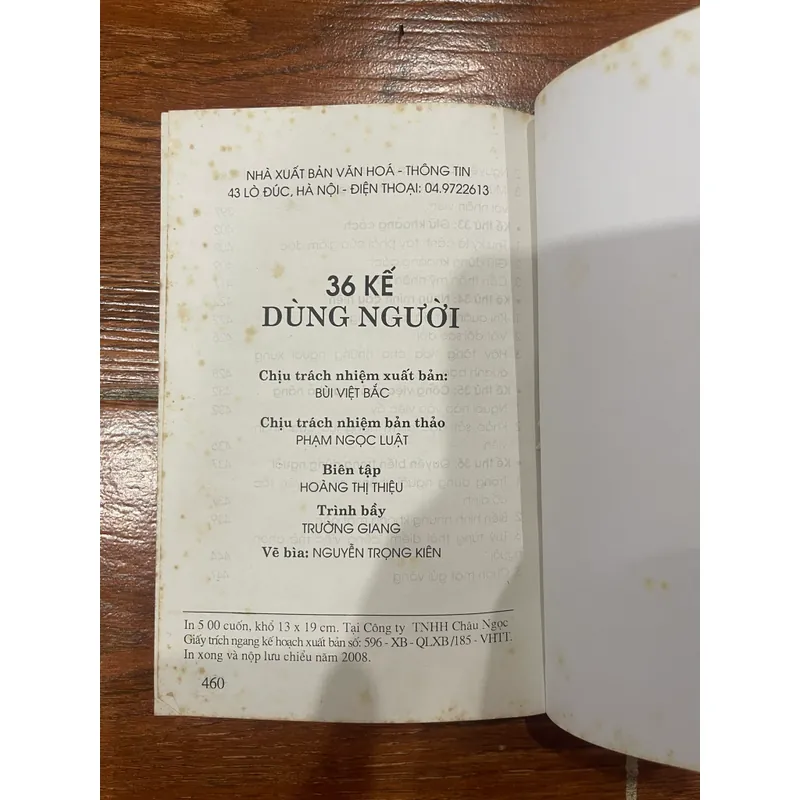 NHÀ XUẤT BẢN VĂN HOÁ - THÔNG TIN
43 LÒ ĐÚC, HÀ NỘI - ĐIỆN THOẠI: 04.9722613
36 KẾ
DÙNG NGƯỜI
Chịu trách nhiệm xuất bản:
BÙI VIỆT BẮC
Chịu trách nhiệm bản thảo
PHẠM NGỌC LUẬT
Biên tập
HOÀNG THỊ THIỆU
Trình bầy
TRƯỜNG GIANG
Vẽ bìa: NGUYỄN TRỌNG KIÊN
In 5 00 cuốn, khổ 13 x 19 cm. Tại Công ty TNHH Châu Ngọc
Giấy trích ngang kế hoạch xuất bản số: 596 - XB - QLXB /185 - VHTT.
In xong và nộp lưu chiểu năm 2008.
460